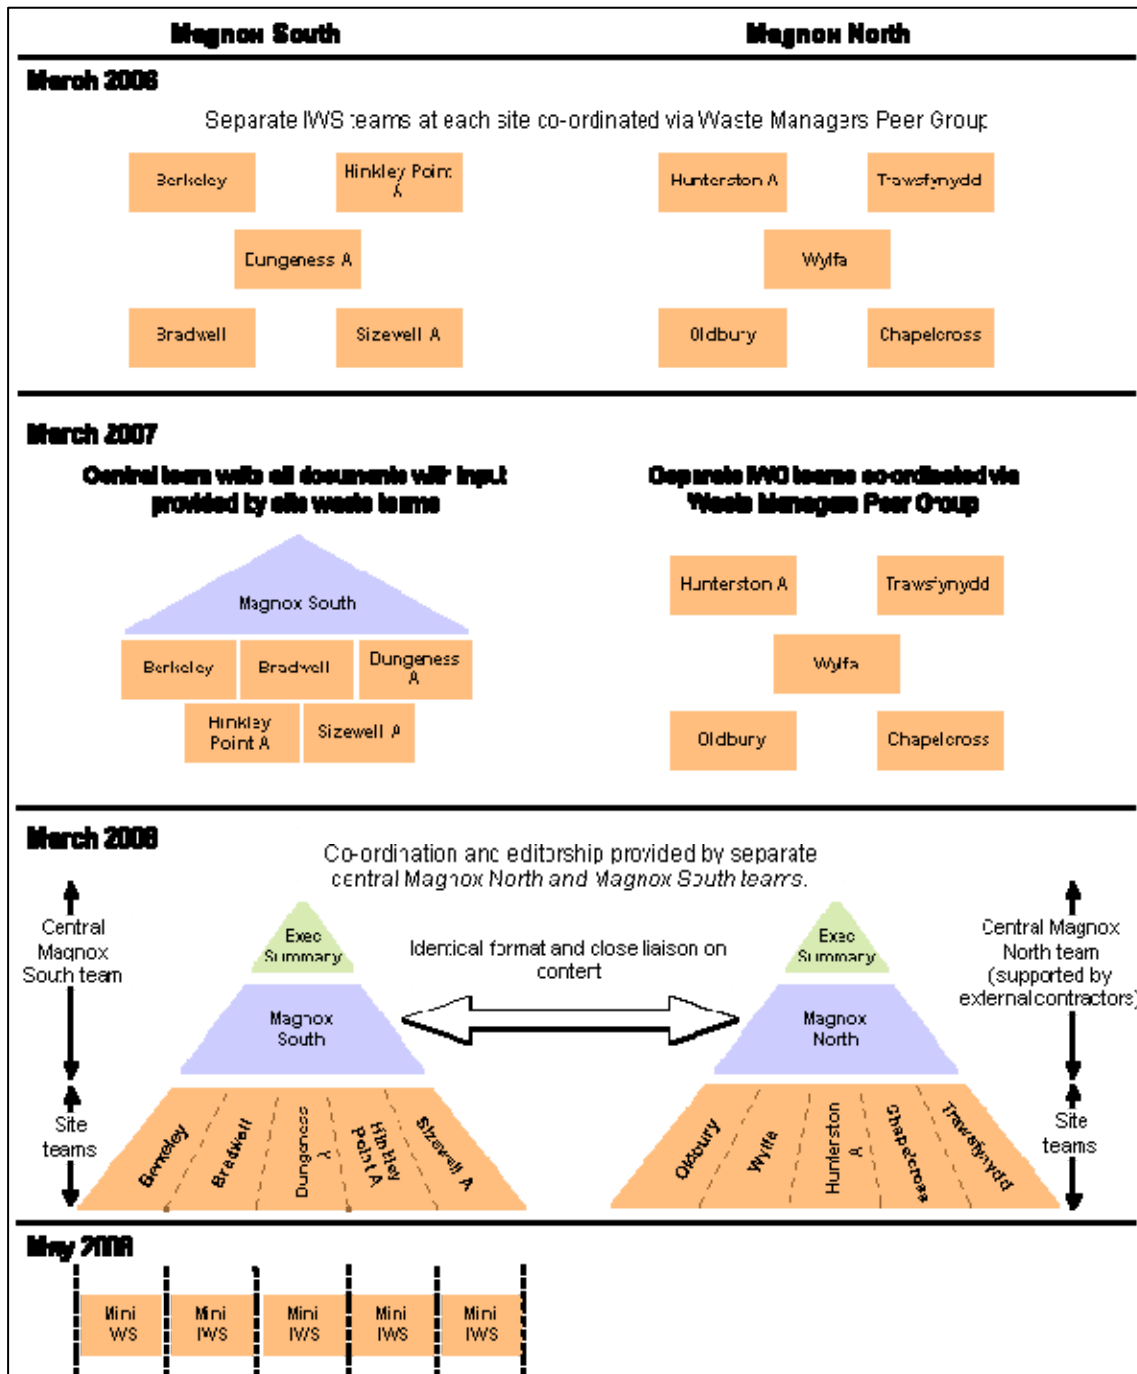 Magnox South
Magnox North
March 2006
Separate IWS teams at each site co-ordinated via Waste Managers Peer Group
Berkeley
Hinkley Point
A
Hunterston A
Trawsfynydd
Dungeness A
Wylfa
Bradwell
Sizewell A
Oldbury
Chapelcross
March 2007
Central team writs all documents with input
provided by site waste teams
Separate IWS teams co-ordinated via
Waste Managers Peer Group
Magnox South
Berkeley
Bradwell
Dungeness
A
Hinkley
Point A
Sizewell A
Hunterston A
Trawsfynydd
Wylfa
Oldbury
Chapelcross
March 2008
Co-ordination and editorship provided by separate
central Magnox North and Magnox South teams.
Central
Magnox
South team
Exec
Summary
Identical format and close liaison on
content
Exec
Summary
Central Magnox
North team
(supported by
external contractors)
Magnox
South
Magnox
North
Site
teams
Berkeley
Bradwell
Dungeness
A
Hinkley
Point A
Sizewell A
Oldbury
Wylfa
Hunterston
A
Chapelcross
Trawsfynydd
Site
teams
May 2008
Mini
IWS
Mini
IWS
Mini
IWS
Mini
IWS
Mini
IWS